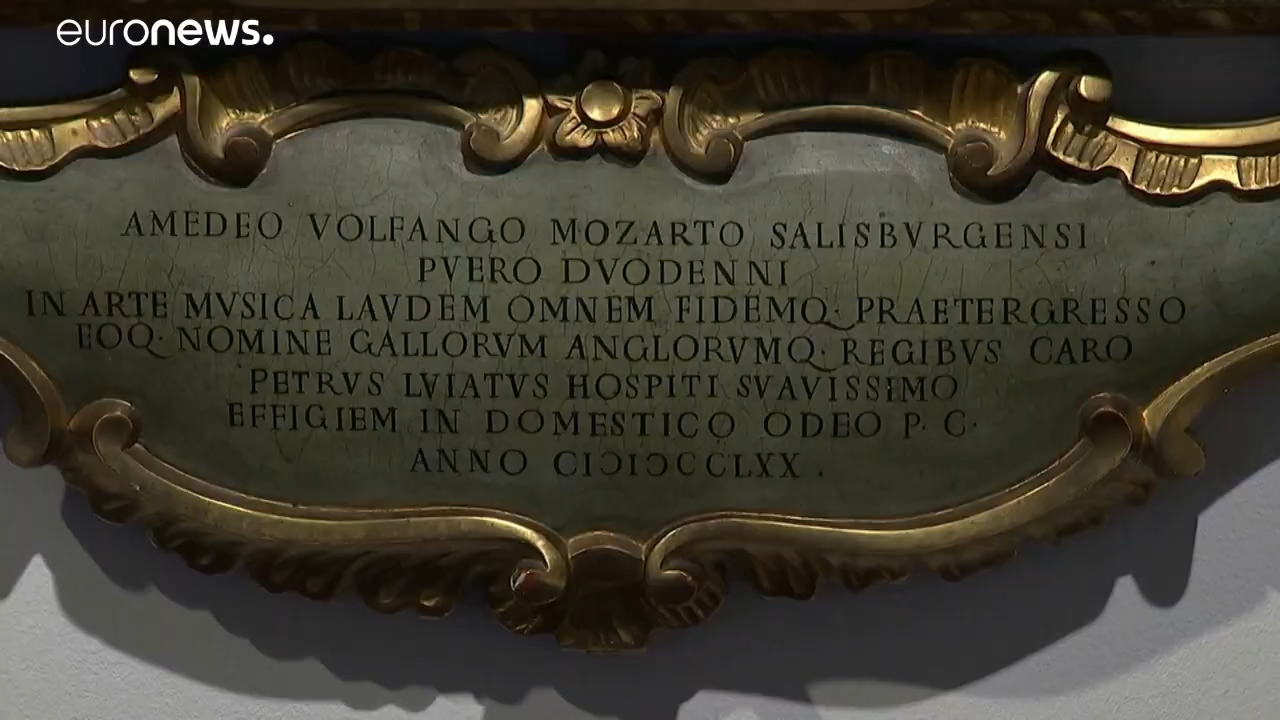 euronews.
AMEDEO VOLFANGO MOZARTO SALISBVRGENSI
PVERO DVODENNI
IN ARTE MVSICA LAVDEM OMNEM FIDEMQ· PRAETERGRESSO
EOQ· NOMINE GALLORVM ANGLORVMQ· REGIBVS CARO
PETRVS LVIATVS HOSPITI SVAVISSIMO
EFFIGIEM IN DOMESTICO ODEO P· C·
ANNO CIↃIↃCCLXX .